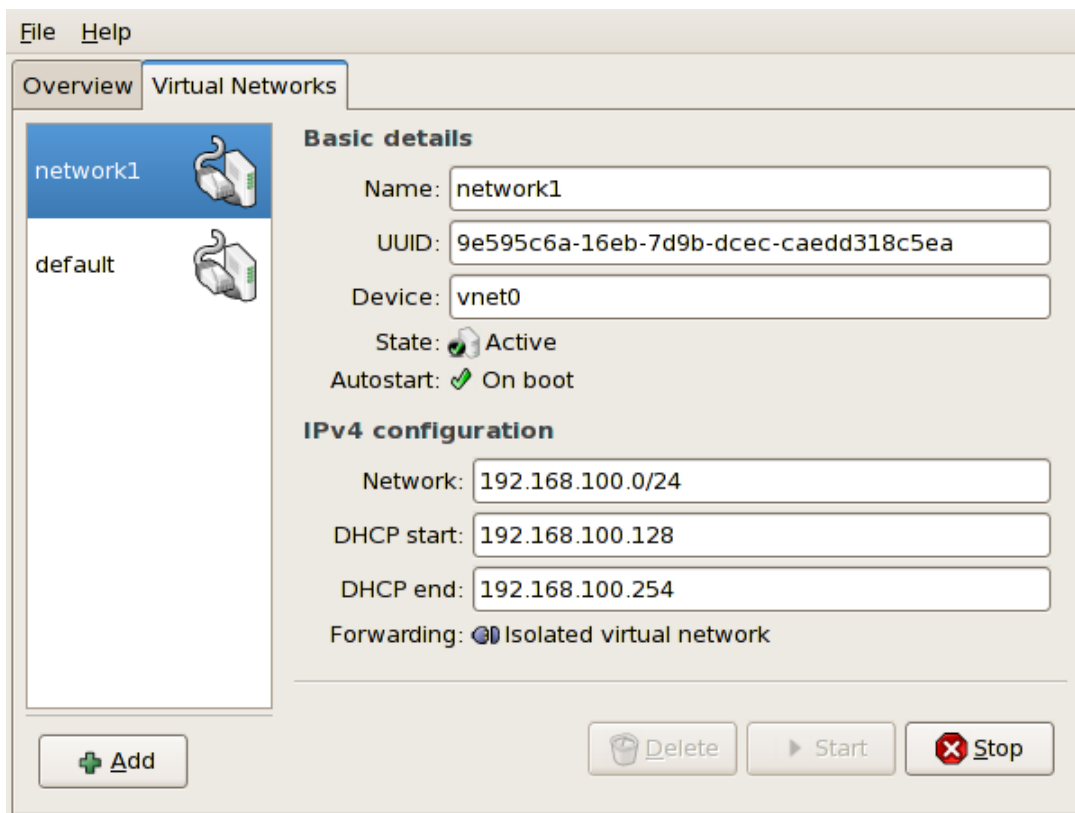 File Help
Overview Virtual Networks
network1
default
Basic details
Name: network1
UUID: 9e595c6a-16eb-7d9b-dcec-caedd318c5ea
Device: vnet0
State: Active
Autostart: On boot
IPv4 configuration
Network: 192.168.100.0/24
DHCP start: 192.168.100.128
DHCP end: 192.168.100.254
Forwarding: Isolated virtual network
Add
Delete Start Stop